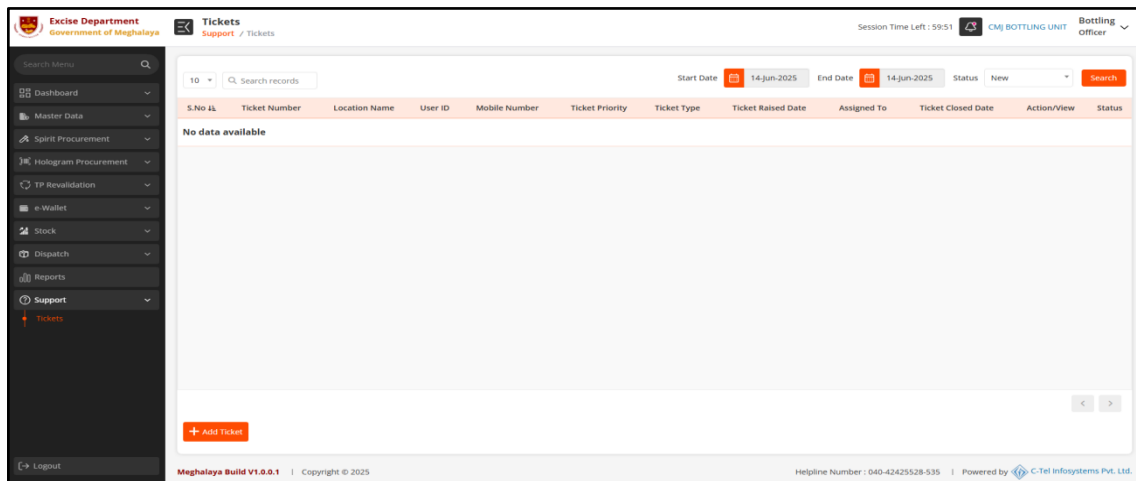 Excise Department
Government of Meghalaya
Tickets
Support / Tickets
Session Time Left : 59:51
CMJ BOTTLING UNIT
Bottling
Officer
Search Menu
Dashboard
Master Data
Spirit Procurement
Hologram Procurement
TP Revalidation
e-Wallet
Stock
Dispatch
Reports
Support
Tickets
Logout
10
Search records
Start Date 14-Jun-2025 End Date 14-Jun-2025 Status New Search
S.No Ticket Number Location Name User ID Mobile Number Ticket Priority Ticket Type Ticket Raised Date Assigned To Ticket Closed Date Action/View Status
No data available
< >
+ Add Ticket
Meghalaya Build V1.0.0.1 | Copyright © 2025
Helpline Number : 040-42425528-535 | Powered by C-Tel Infosystems Pvt. Ltd.